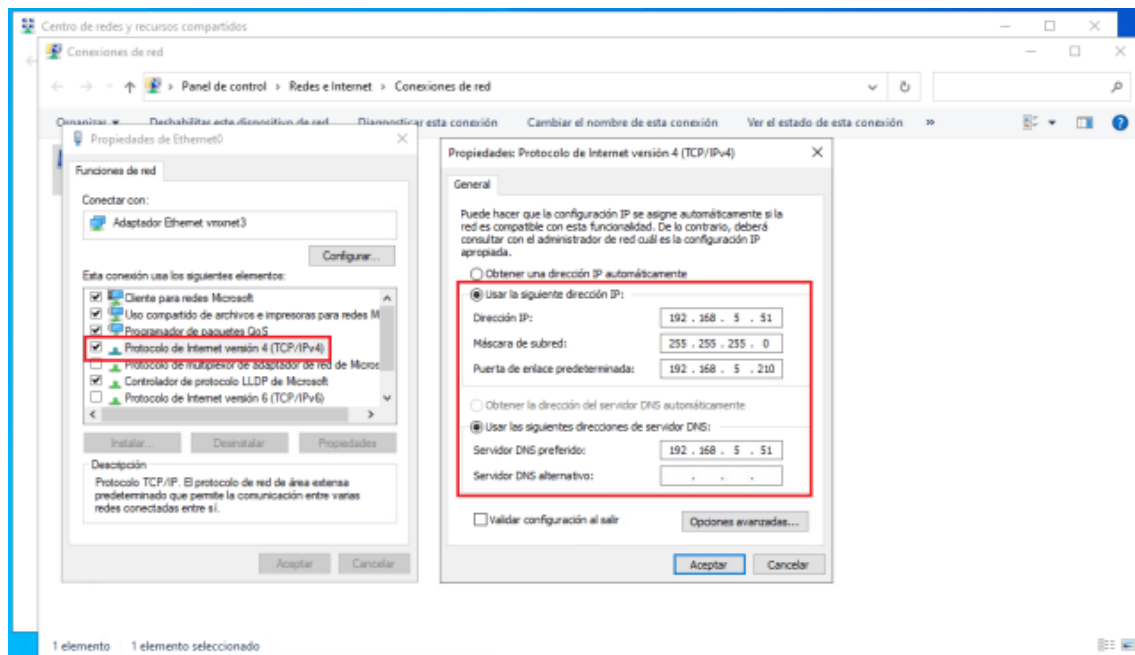 Centro de redes y recursos compartidos
Conexiones de red
Panel de control > Redes e Internet > Conexiones de red
Organizar Deshabilitar este dispositivo de red Diagnosticar esta conexión Cambiar el nombre de esta conexión Ver el estado de esta conexión »
Propiedades de Ethernet0
Funciones de red
Conectar con:
Adaptador Ethernet vmxnet3
Configurar...
Esta conexión usa los siguientes elementos:
Cliente para redes Microsoft
Uso compartido de archivos e impresoras para redes M
Programador de paquetes QoS
Protocolo de Internet versión 4 (TCP/IPv4)
Protocolo de multiplexor de adaptador de red de Micros
Controlador de protocolo LLDP de Microsoft
Protocolo de Internet versión 6 (TCP/IPv6)
Instalar... Desinstalar Propiedades
Descripción
Protocolo TCP/IP. El protocolo de red de área extensa
predeterminado que permite la comunicación entre varias
redes conectadas entre sí.
Aceptar Cancelar
Propiedades: Protocolo de Internet versión 4 (TCP/IPv4)
General
Puede hacer que la configuración IP se asigne automáticamente si la
red es compatible con esta funcionalidad. De lo contrario, deberá
consultar con el administrador de red cuál es la configuración IP
apropiada.
Obtener una dirección IP automáticamente
Usar la siguiente dirección IP:
Dirección IP: 192 . 168 . 5 . 51
Máscara de subred: 255 . 255 . 255 . 0
Puerta de enlace predeterminada: 192 . 168 . 5 . 210
Obtener la dirección del servidor DNS automáticamente
Usar las siguientes direcciones de servidor DNS:
Servidor DNS preferido: 192 . 168 . 5 . 51
Servidor DNS alternativo: . . .
Validar configuración al salir
Opciones avanzadas...
Aceptar Cancelar
1 elemento 1 elemento seleccionado